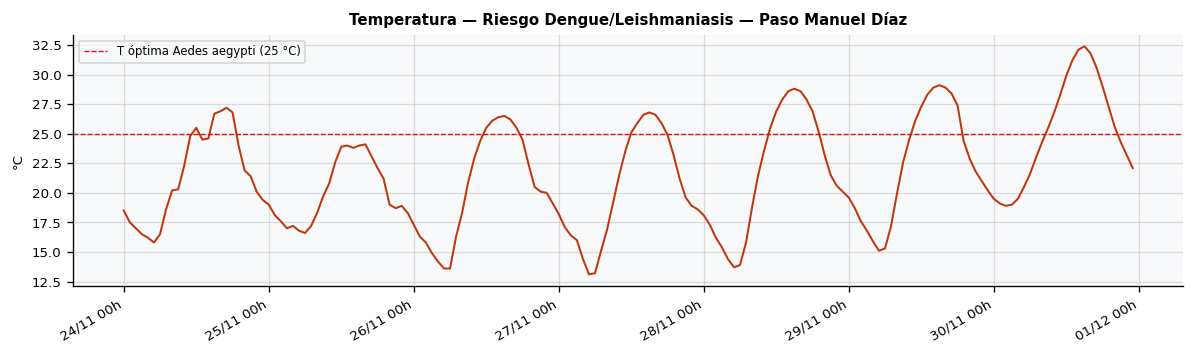 Temperatura — Riesgo Dengue/Leishmaniasis — Paso Manuel Díaz
T óptima Aedes aegypti (25 °C)
32.5
30.0
27.5
25.0
22.5
20.0
17.5
15.0
12.5
°C
24/11 00h
25/11 00h
26/11 00h
27/11 00h
28/11 00h
29/11 00h
30/11 00h
01/12 00h